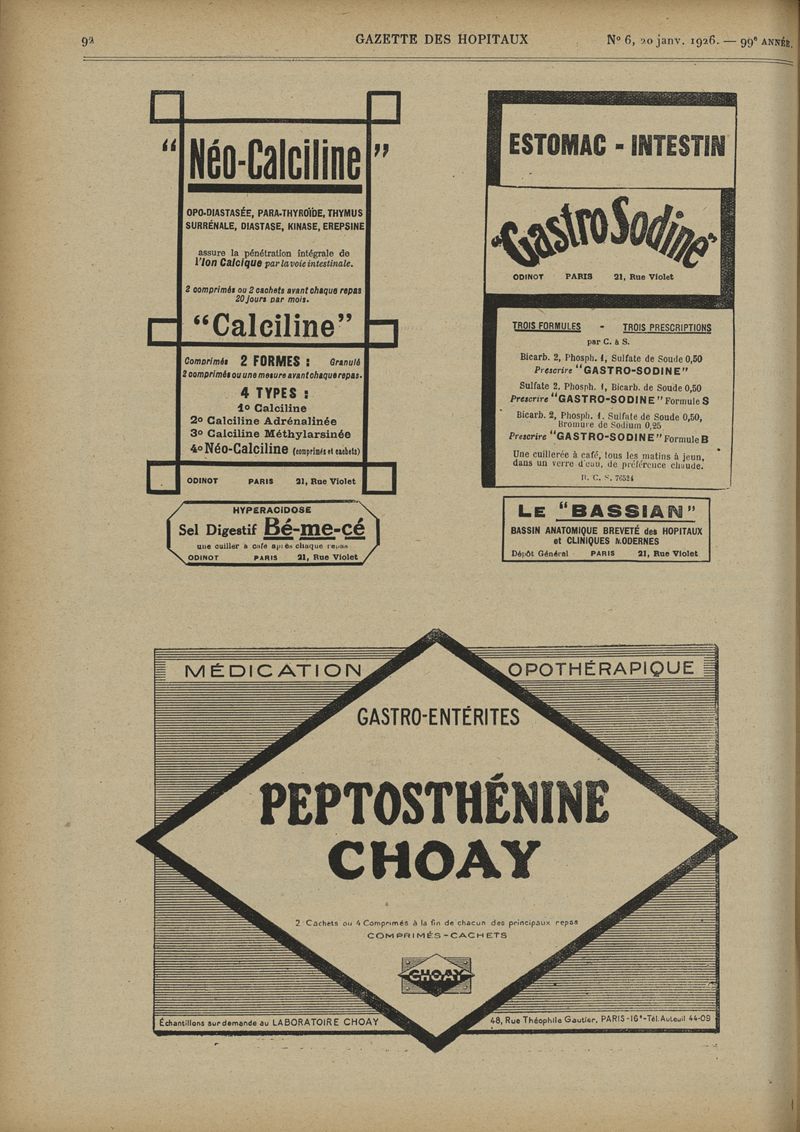 92
GAZETTE DES HOPITAUX
N° 6, 20 janv. 1926. — 99e ANNÉE.
“ Néo-Calciline ”
OPO-DIASTASÉE, PARA-THYROÏDE, THYMUS
SURRÉNALE, DIASTASE, KINASE, EREPSINE
assure la pénétration intégrale de
l'Ion Calcique par la voie intestinale.
2 comprimés ou 2 cachets avant chaque repas
20 jours par mois.
“Calciline”
Comprimés 2 FORMES : Granulé
2 comprimés ou une mesure avant chaque repas.
4 TYPES :
1o Calciline
2o Calciline Adrénalinée
3o Calciline Méthylarsinée
4o Néo-Calciline (comprimés et cachets)
ODINOT PARIS 21, Rue Violet
HYPERACIDOSE
Sel Digestif Bé-me-cé
une cuiller à café après chaque repas
ODINOT PARIS 21, Rue Violet
ESTOMAC - INTESTIN
“GastroSodine”
ODINOT PARIS 21, Rue Violet
TROIS FORMULES - TROIS PRESCRIPTIONS
par C. à S.
Bicarb. 2, Phosph. 1, Sulfate de Soude 0,50
Prescrire “GASTRO-SODINE”
Sulfate 2, Phosph. 1, Bicarb. de Soude 0,50
Prescrire “GASTRO-SODINE” Formule S
Bicarb. 2, Phosph. 1. Sulfate de Soude 0,50,
Bromure de Sodium 0,25
Prescrire “GASTRO-SODINE” Formule B
Une cuillerée à café, tous les matins à jeun,
dans un verre d'eau, de préférence chaude.
R. C. S. 76524
LE “BASSIAN”
BASSIN ANATOMIQUE BREVETÉ des HOPITAUX
et CLINIQUES MODERNES
Dépôt Général PARIS 21, Rue Violet
MÉDICATION OPOTHÉRAPIQUE
GASTRO-ENTÉRITES
PEPTOSTHÉNINE
CHOAY
2 Cachets ou 4 Comprimés à la fin de chacun des principaux repas
COMPRIMÉS-CACHETS
CHOAY
Échantillons sur demande au LABORATOIRE CHOAY
48, Rue Théophile Gautier, PARIS-16e-Tél. Auteuil 44-09